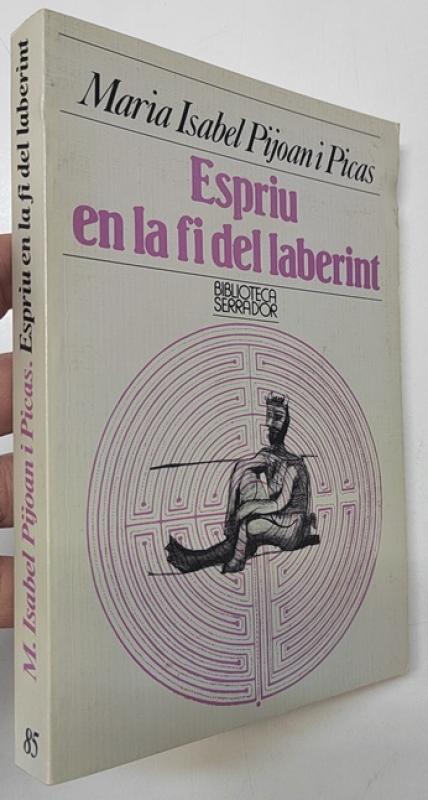 Maria Isabel Pijoan i Picas
Espriu
en la fi del laberint
BIBLIOTECA
SERRADOR
M. Isabel Pijoan i Picas. Espriu en la fi del laberint
85